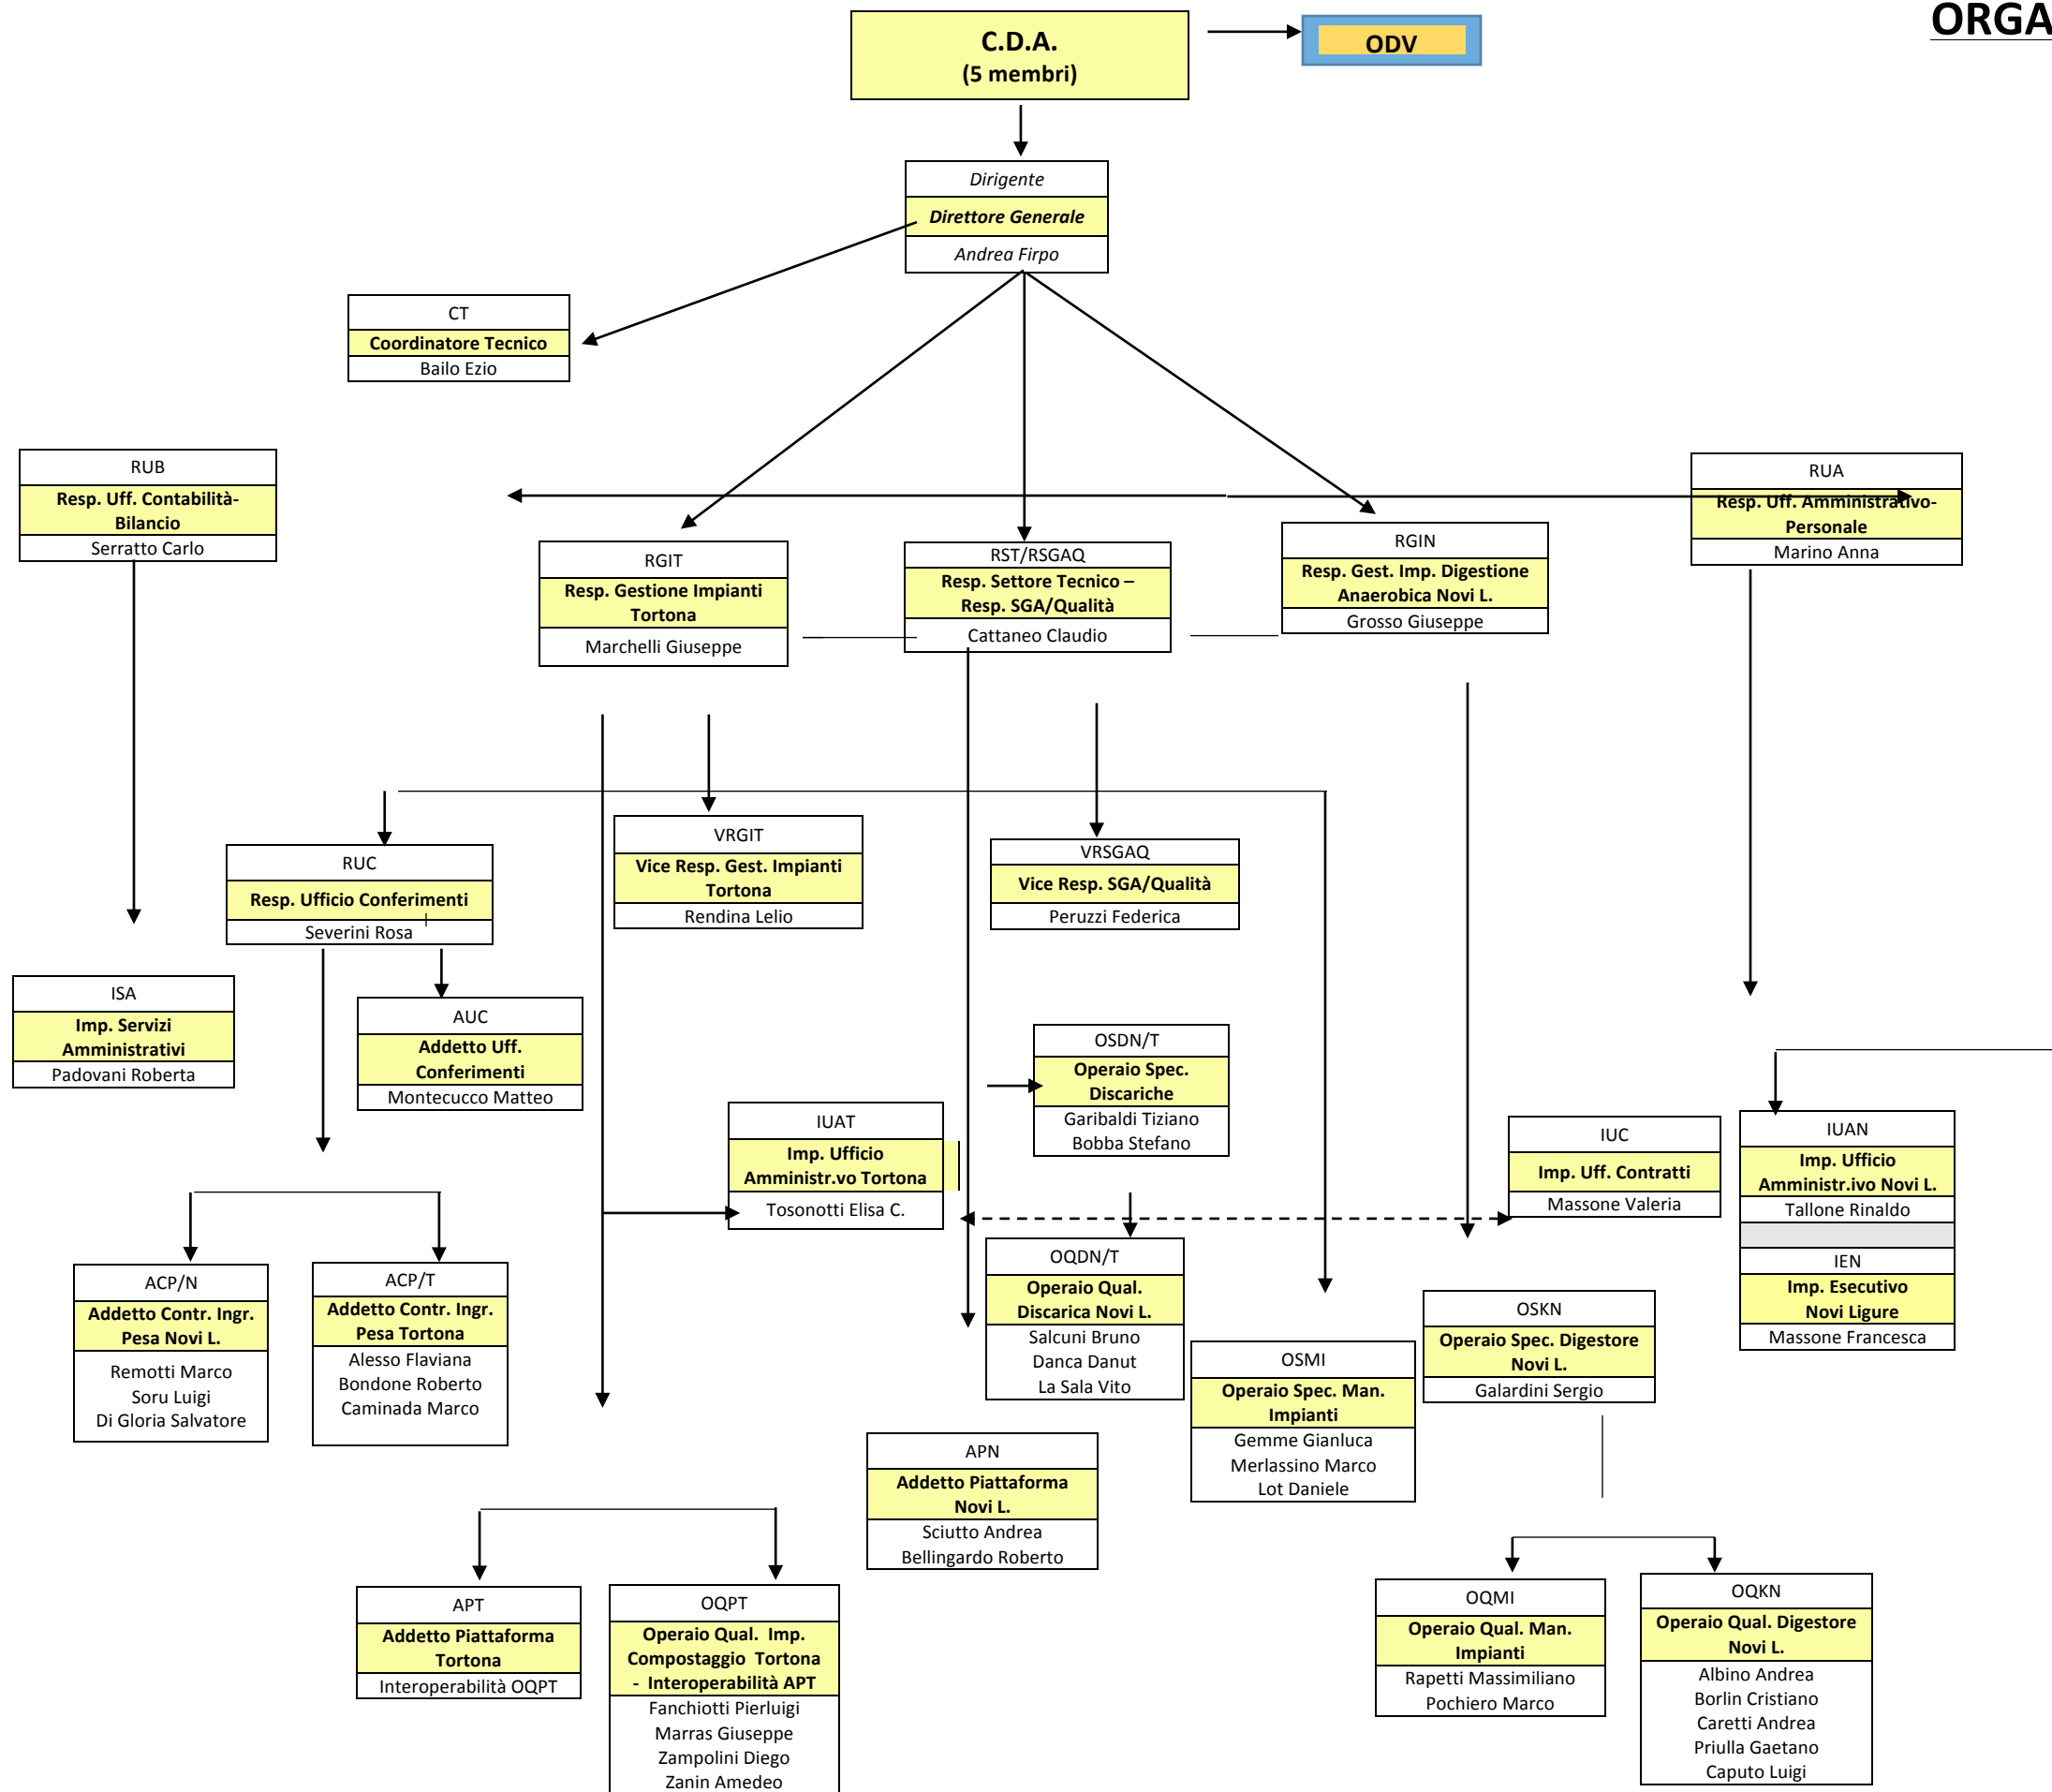 ORGA
C.D.A.
(5 membri)
ODV
Dirigente
Direttore Generale
Andrea Firpo
CT
Coordinatore Tecnico
Bailo Ezio
RUB
Resp. Uff. Contabilità-
Bilancio
Serratto Carlo
RGIT
Resp. Gestione Impianti
Tortona
Marchelli Giuseppe
RST/RSGAQ
Resp. Settore Tecnico –
Resp. SGA/Qualità
Cattaneo Claudio
RGIN
Resp. Gest. Imp. Digestione
Anaerobica Novi L.
Grosso Giuseppe
RUA
Resp. Uff. Amministrativo-
Personale
Marino Anna
RUC
Resp. Ufficio Conferimenti
Severini Rosa
VRGIT
Vice Resp. Gest. Impianti
Tortona
Rendina Lelio
VRSGAQ
Vice Resp. SGA/Qualità
Peruzzi Federica
ISA
Imp. Servizi
Amministrativi
Padovani Roberta
AUC
Addetto Uff.
Conferimenti
Montecucco Matteo
OSDN/T
Operaio Spec.
Discariche
Garibaldi Tiziano
Bobba Stefano
IUAT
Imp. Ufficio
Amministr.vo Tortona
Tosonotti Elisa C.
IUC
Imp. Uff. Contratti
Massone Valeria
IUAN
Imp. Ufficio
Amministr.ivo Novi L.
Tallone Rinaldo
IEN
Imp. Esecutivo
Novi Ligure
Massone Francesca
ACP/N
Addetto Contr. Ingr.
Pesa Novi L.
Remotti Marco
Soru Luigi
Di Gloria Salvatore
ACP/T
Addetto Contr. Ingr.
Pesa Tortona
Alesso Flaviana
Bondone Roberto
Caminada Marco
OQDN/T
Operaio Qual.
Discarica Novi L.
Salcuni Bruno
Danca Danut
La Sala Vito
OSMI
Operaio Spec. Man.
Impianti
Gemme Gianluca
Merlassino Marco
Lot Daniele
OSKN
Operaio Spec. Digestore
Novi L.
Galardini Sergio
APN
Addetto Piattaforma
Novi L.
Sciutto Andrea
Bellingardo Roberto
APT
Addetto Piattaforma
Tortona
Interoperabilità OQPT
OQPT
Operaio Qual. Imp.
Compostaggio Tortona
- Interoperabilità APT
Fanchiotti Pierluigi
Marras Giuseppe
Zampolini Diego
Zanin Amedeo
OQMI
Operaio Qual. Man.
Impianti
Rapetti Massimiliano
Pochiero Marco
OQKN
Operaio Qual. Digestore
Novi L.
Albino Andrea
Borlin Cristiano
Caretti Andrea
Priulla Gaetano
Caputo Luigi